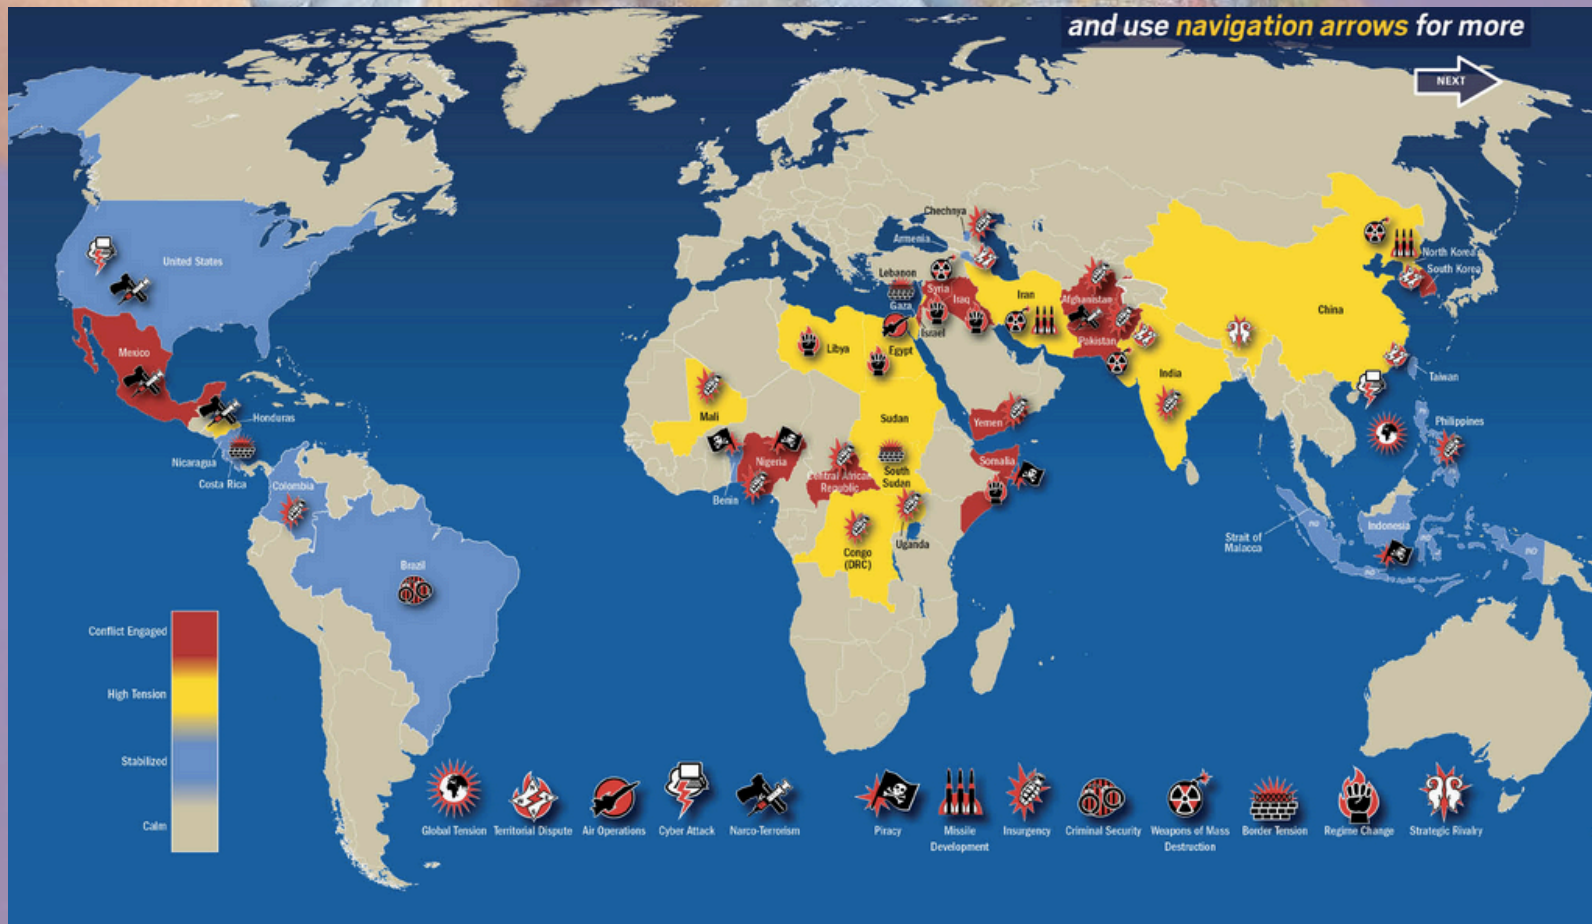 and use navigation arrows for more
NEXT
Chechnya
Armenia
North Korea
South Korea
United States
Lebanon
Syria
Iraq
Iran
Afghanistan
China
Gaza
Israel
Pakistan
Mexico
Libya
Egypt
India
Taiwan
Mali
Sudan
Honduras
Yemen
Philippines
Nicaragua
Nigeria
Somalia
Costa Rica
Colombia
Central African
Republic
South
Sudan
Benin
Indonesia
Strait of
Malacca
Uganda
Congo
(DRC)
Brazil
Conflict Engaged
High Tension
Stabilized
Calm
Global Tension
Territorial Dispute
Air Operations
Cyber Attack
Narco-Terrorism
Piracy
Missile
Development
Insurgency
Criminal Security
Weapons of Mass
Destruction
Border Tension
Regime Change
Strategic Rivalry